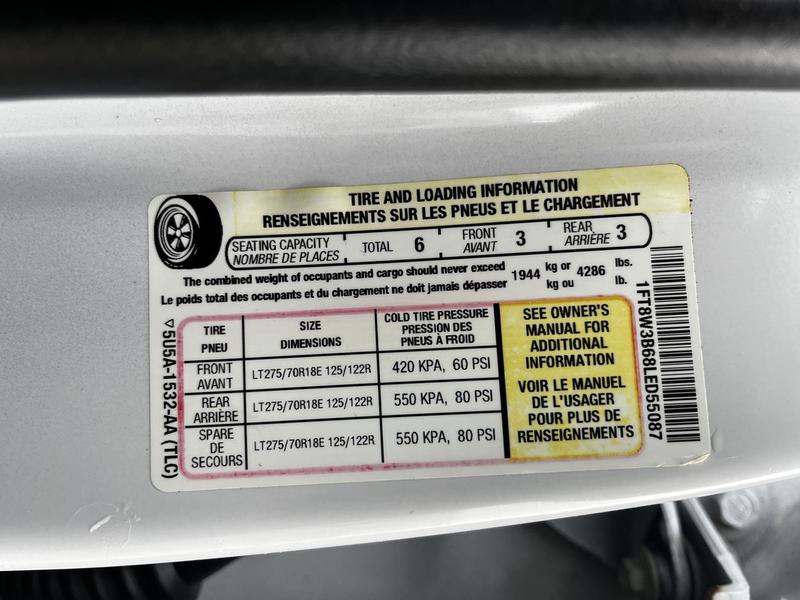 TIRE AND LOADING INFORMATION
RENSEIGNEMENTS SUR LES PNEUS ET LE CHARGEMENT
SEATING CAPACITY
NOMBRE DE PLACES
TOTAL 6
FRONT
AVANT
3
REAR
ARRIÈRE
3
The combined weight of occupants and cargo should never exceed
Le poids total des occupants et du chargement ne doit jamais dépasser
1944
kg or
kg ou
4286
lbs.
lb.
TIRE
PNEU
SIZE
DIMENSIONS
COLD TIRE PRESSURE
PRESSION DES
PNEUS À FROID
FRONT
AVANT
LT275/70R18E 125/122R
420 KPA, 60 PSI
REAR
ARRIÈRE
LT275/70R18E 125/122R
550 KPA, 80 PSI
SPARE
DE
SECOURS
LT275/70R18E 125/122R
550 KPA, 80 PSI
SEE OWNER'S
MANUAL FOR
ADDITIONAL
INFORMATION
VOIR LE MANUEL
DE L'USAGER
POUR PLUS DE
RENSEIGNEMENTS
5U5A-1532-AA (TLC)
1FT8W3B68LED55087